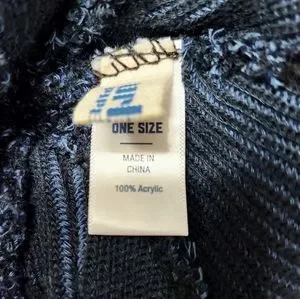 ONE SIZE
MADE IN
CHINA
100% Acrylic